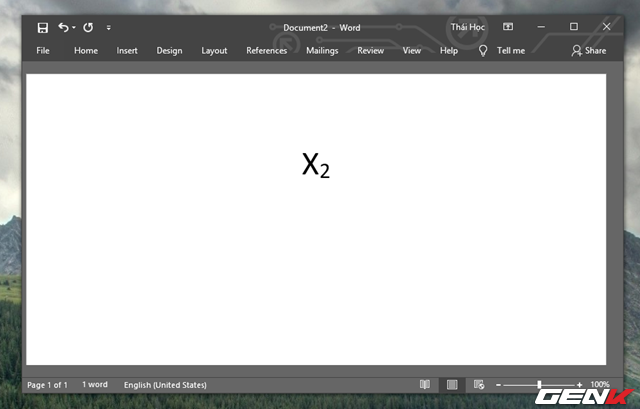 Document2 - Word
Thái Học
File Home Insert Design Layout References Mailings Review View Help Tell me Share
X₂
Page 1 of 1 1 word English (United States) 100%
GENK